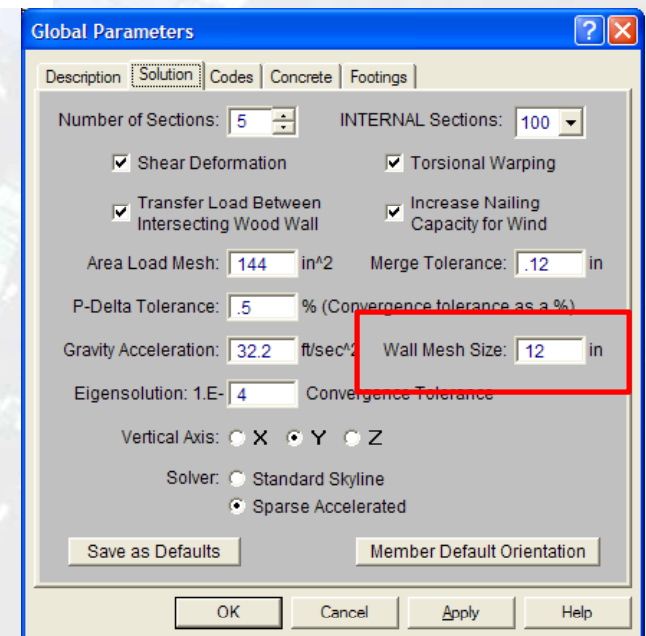 Global Parameters
Description Solution Codes Concrete Footings
Number of Sections: 5 INTERNAL Sections: 100
Shear Deformation Torsional Warping
Transfer Load Between Intersecting Wood Wall Increase Nailing Capacity for Wind
Area Load Mesh: 144 in^2 Merge Tolerance: .12 in
P-Delta Tolerance: .5 % (Convergence tolerance as a %)
Gravity Acceleration: 32.2 ft/sec^2 Wall Mesh Size: 12 in
Eigensolution: 1.E- 4 Convergence Tolerance
Vertical Axis: X Y Z
Solver: Standard Skyline
Sparse Accelerated
Save as Defaults Member Default Orientation
OK Cancel Apply Help